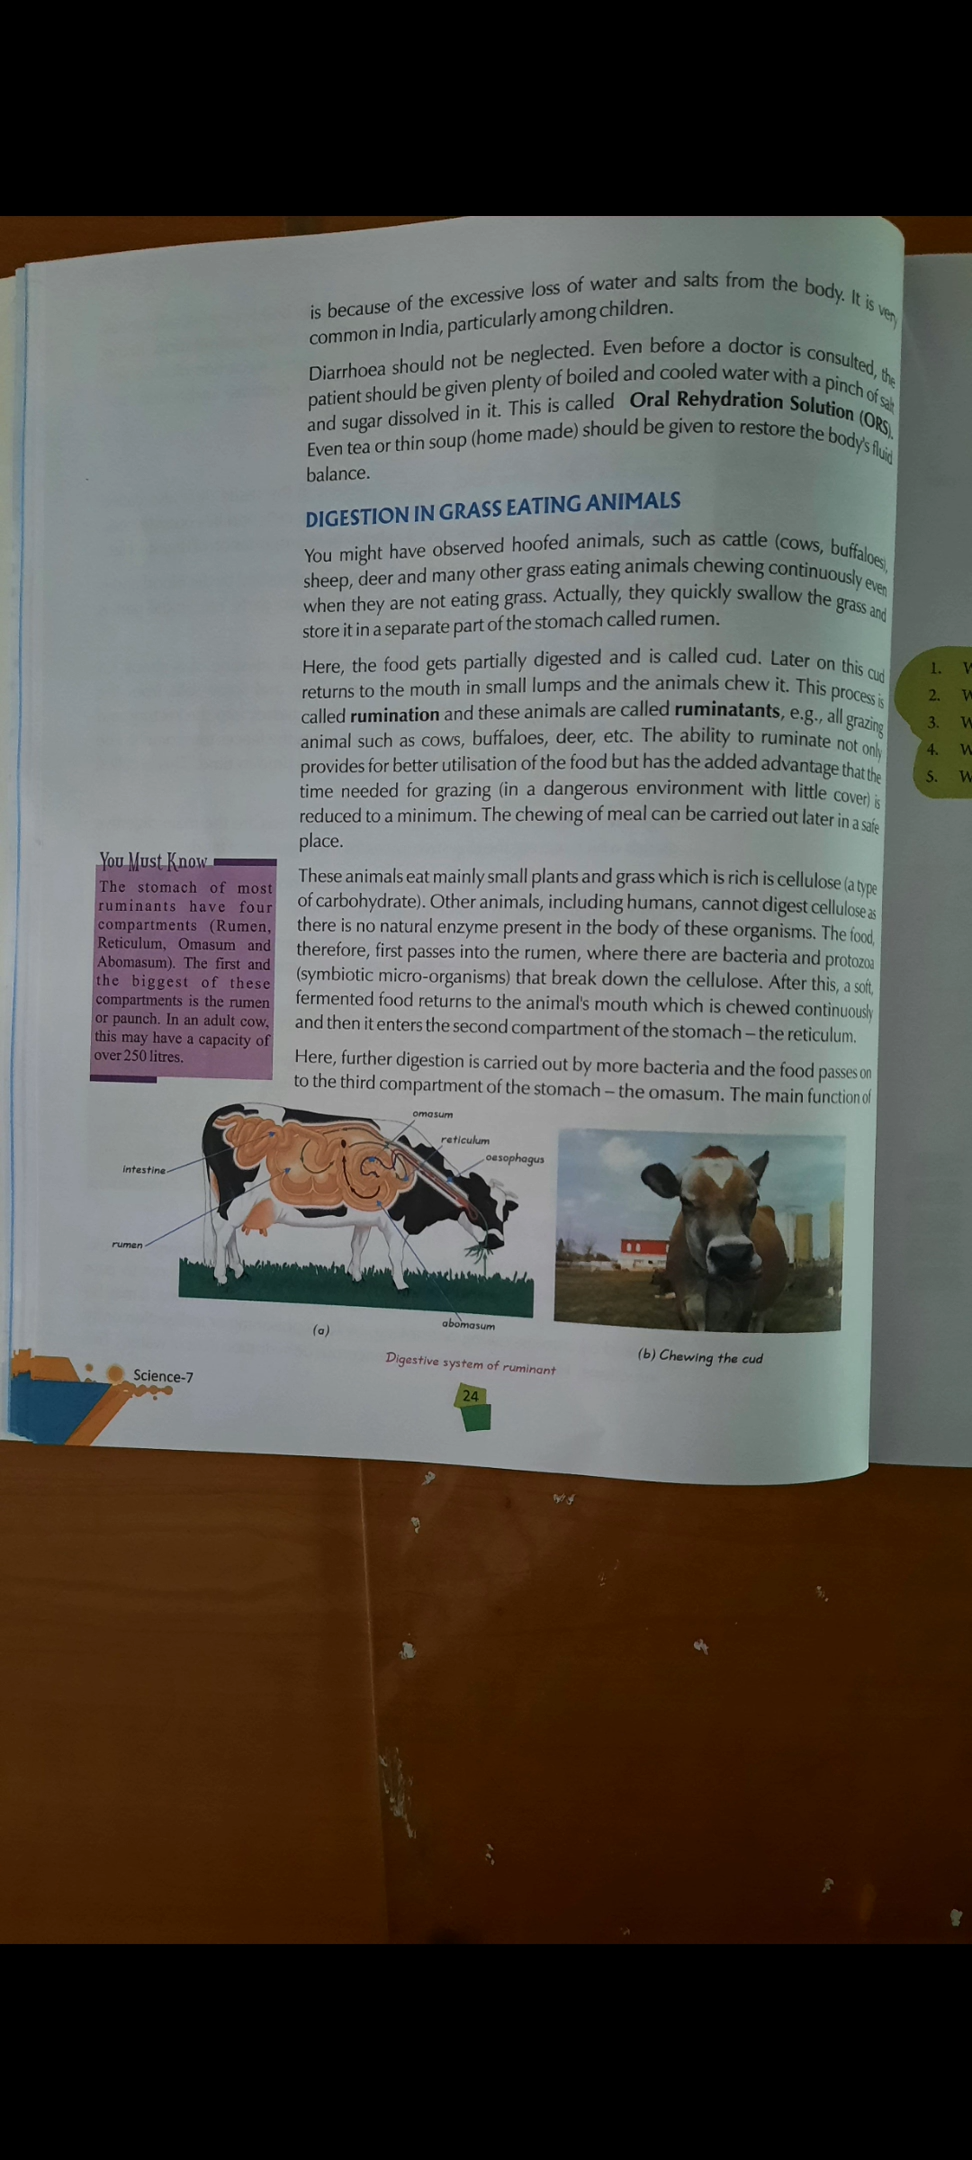 is because of the excessive loss of water and salts from the body. It is very
common in India, particularly among children.
Diarrhoea should not be neglected. Even before a doctor is consulted, the
patient should be given plenty of boiled and cooled water with a pinch of salt
and sugar dissolved in it. This is called Oral Rehydration Solution (ORS).
Even tea or thin soup (home made) should be given to restore the body's fluid
balance.
DIGESTION IN GRASS EATING ANIMALS
You might have observed hoofed animals, such as cattle (cows, buffaloes),
sheep, deer and many other grass eating animals chewing continuously even
when they are not eating grass. Actually, they quickly swallow the grass and
store it in a separate part of the stomach called rumen.
Here, the food gets partially digested and is called cud. Later on this cud
returns to the mouth in small lumps and the animals chew it. This process is
called rumination and these animals are called ruminatants, e.g., all grazing
animal such as cows, buffaloes, deer, etc. The ability to ruminate not only
provides for better utilisation of the food but has the added advantage that the
time needed for grazing (in a dangerous environment with little cover) is
reduced to a minimum. The chewing of meal can be carried out later in a safe
place.
These animals eat mainly small plants and grass which is rich is cellulose (a type
of carbohydrate). Other animals, including humans, cannot digest cellulose as
there is no natural enzyme present in the body of these organisms. The food,
therefore, first passes into the rumen, where there are bacteria and protozoa
(symbiotic micro-organisms) that break down the cellulose. After this, a soft,
fermented food returns to the animal's mouth which is chewed continuously
and then it enters the second compartment of the stomach – the reticulum.
Here, further digestion is carried out by more bacteria and the food passes on
to the third compartment of the stomach – the omasum. The main function of
You Must Know
The stomach of most
ruminants have four
compartments (Rumen,
Reticulum, Omasum and
Abomasum). The first and
the biggest of these
compartments is the rumen
or paunch. In an adult cow,
this may have a capacity of
over 250 litres.
omasum
reticulum
oesophagus
intestine
rumen
abomasum
(a)
(b) Chewing the cud
Digestive system of ruminant
Science-7
24
1. W
2. W
3. W
4. W
5. W